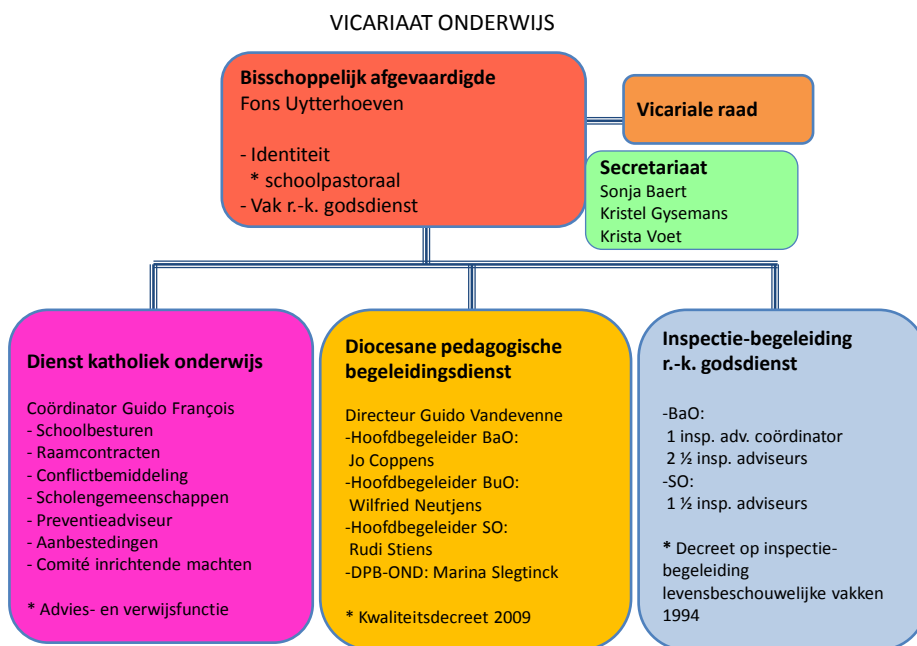 VICARIAAT ONDERWIJS
Bisschoppelijk afgevaardigde
Fons Uytterhoeven
- Identiteit
* schoolpastoraal
- Vak r.-k. godsdienst
Vicariale raad
Secretariaat
Sonja Baert
Kristel Gysemans
Krista Voet
Dienst katholiek onderwijs
Coördinator Guido François
- Schoolbesturen
- Raamcontracten
- Conflictbemiddeling
- Scholengemeenschappen
- Preventieadviseur
- Aanbestedingen
- Comité inrichtende machten
* Advies- en verwijsfunctie
Diocesane pedagogische
begeleidingsdienst
Directeur Guido Vandevenne
-Hoofdbegeleider BaO:
Jo Coppens
-Hoofdbegeleider BuO:
Wilfried Neutjens
-Hoofdbegeleider SO:
Rudi Stiens
-DPB-OND: Marina Slegtinck
* Kwaliteitsdecreet 2009
Inspectie-begeleiding
r.-k. godsdienst
-BaO:
1 insp. adv. coördinator
2 ½ insp. adviseurs
-SO:
1 ½ insp. adviseurs
* Decreet op inspectie-
begeleiding
levensbeschouwelijke vakken
1994